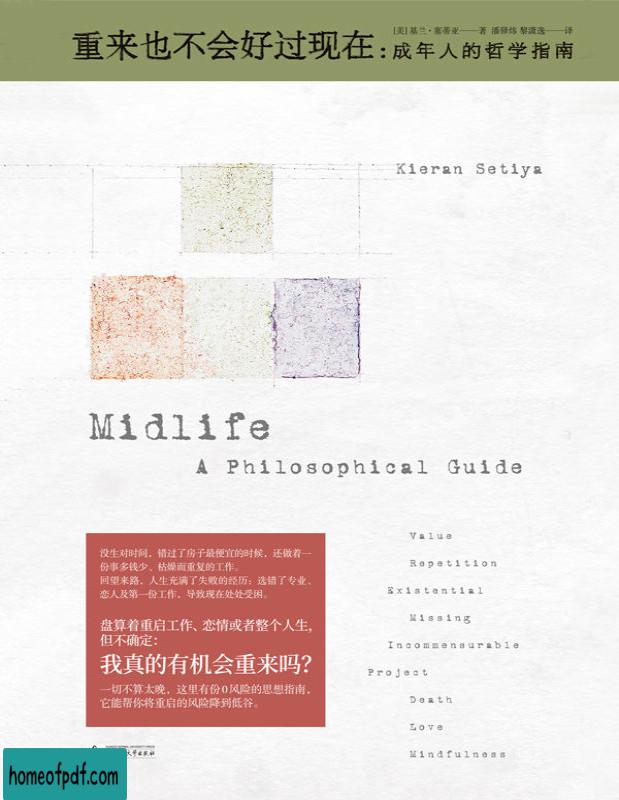 重来也不会好过现在：成年人的哲学指南
[美] 基兰·塞蒂亚——著 潘驿炜 黎潇逸——译
Kieran Setiya
Midlife
A Philosophical Guide
没生对时间，错过了房子最便宜的时候，还做着一
份事多钱少、枯燥而重复的工作。
回望来路，人生充满了失败的经历：选错了专业、
恋人及第一份工作，导致现在处处受困。
盘算着重启工作、恋情或者整个人生，
但不确定：
我真的有机会重来吗？
一切不算太晚，这里有份0风险的思想指南，
它能帮你将重启的风险降到低谷。
Value
Repetition
Existential
Missing
Incommensurable
Project
Death
Love
Mindfulness
大学出版社
homeofpdf.com